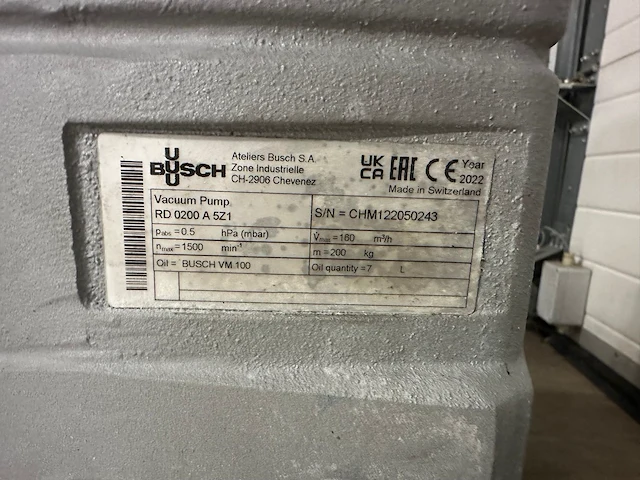 BUSCH
Ateliers Busch S.A.
Zone Industrielle
CH-2906 Chevenez
UK CA EAC CE Year 2022
Made in Switzerland
Vacuum Pump
RD 0200 A 5Z1
S/N = CHM122050243
pabs. = 0.5 hPa (mbar)
V̇max = 160 m³/h
nmax = 1500 min⁻¹
m = 200 kg
Oil = BUSCH VM 100
Oil quantity = 7 L